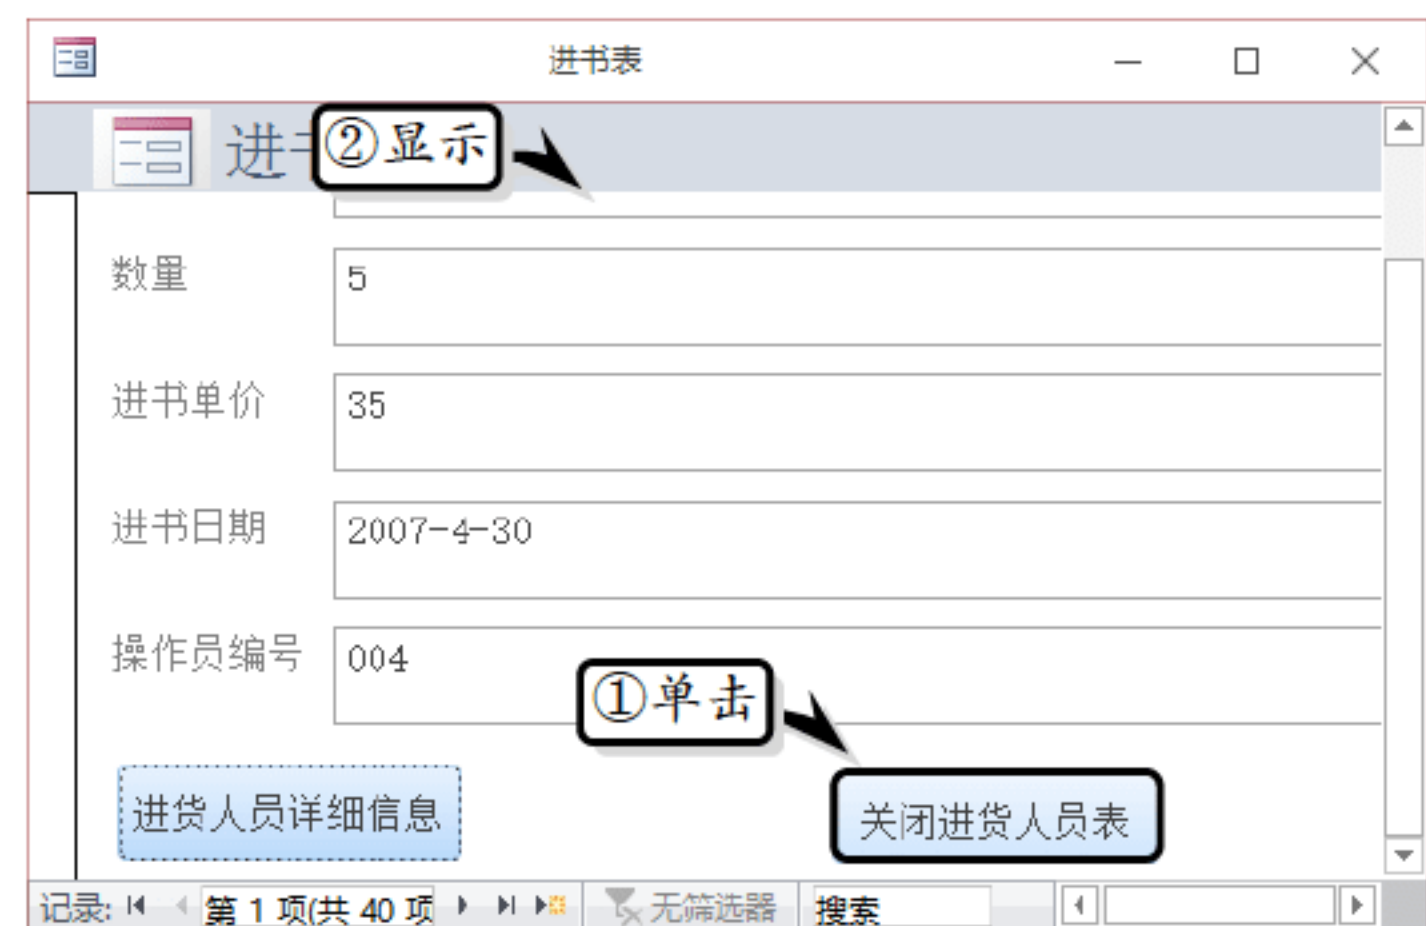 进书表
进
②显示
数量
5
进书单价
35
进书日期
2007-4-30
操作员编号
004
①单击
进货人员详细信息
关闭进货人员表
记录: 第 1 项(共 40 项 无筛选器 搜索